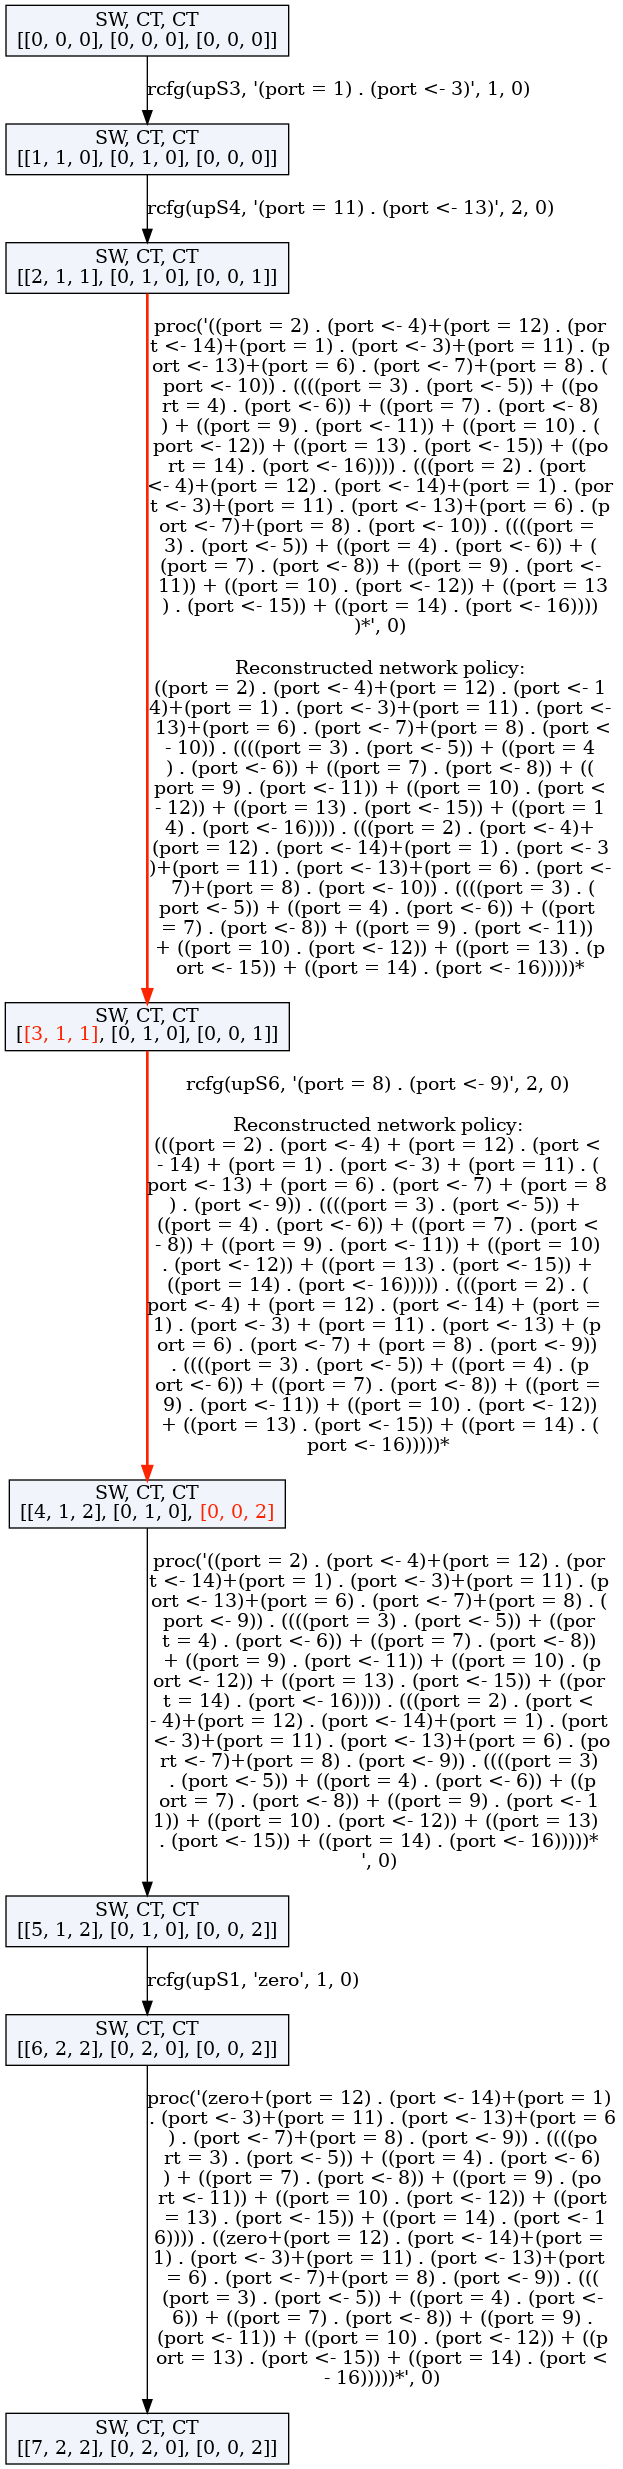 SW, CT, CT
[[0, 0, 0], [0, 0, 0], [0, 0, 0]]
rcfg(upS3, '(port = 1) . (port <- 3)', 1, 0)
SW, CT, CT
[[1, 1, 0], [0, 1, 0], [0, 0, 0]]
rcfg(upS4, '(port = 11) . (port <- 13)', 2, 0)
SW, CT, CT
[[2, 1, 1], [0, 1, 0], [0, 0, 1]]
proc('((port = 2) . (port <- 4)+(port = 12) . (por
t <- 14)+(port = 1) . (port <- 3)+(port = 11) . (p
ort <- 13)+(port = 6) . (port <- 7)+(port = 8) . (
port <- 10)) . ((((port = 3) . (port <- 5)) + ((po
rt = 4) . (port <- 6)) + ((port = 7) . (port <- 8)
) + ((port = 9) . (port <- 11)) + ((port = 10) . (
port <- 12)) + ((port = 13) . (port <- 15)) + ((po
rt = 14) . (port <- 16)))) . (((port = 2) . (port 
<- 4)+(port = 12) . (port <- 14)+(port = 1) . (por
t <- 3)+(port = 11) . (port <- 13)+(port = 6) . (p
ort <- 7)+(port = 8) . (port <- 10)) . ((((port = 
3) . (port <- 5)) + ((port = 4) . (port <- 6)) + (
(port = 7) . (port <- 8)) + ((port = 9) . (port <- 
11)) + ((port = 10) . (port <- 12)) + ((port = 13
) . (port <- 15)) + ((port = 14) . (port <- 16))))
)*', 0)
Reconstructed network policy:
((port = 2) . (port <- 4)+(port = 12) . (port <- 1
4)+(port = 1) . (port <- 3)+(port = 11) . (port <-
13)+(port = 6) . (port <- 7)+(port = 8) . (port <
- 10)) . ((((port = 3) . (port <- 5)) + ((port = 4
) . (port <- 6)) + ((port = 7) . (port <- 8)) + ((
port = 9) . (port <- 11)) + ((port = 10) . (port <
- 12)) + ((port = 13) . (port <- 15)) + ((port = 1
4) . (port <- 16)))) . (((port = 2) . (port <- 4)+
(port = 12) . (port <- 14)+(port = 1) . (port <- 3
)+(port = 11) . (port <- 13)+(port = 6) . (port <-
7)+(port = 8) . (port <- 10)) . ((((port = 3) . (
port <- 5)) + ((port = 4) . (port <- 6)) + ((port 
= 7) . (port <- 8)) + ((port = 9) . (port <- 11)) 
+ ((port = 10) . (port <- 12)) + ((port = 13) . (p
ort <- 15)) + ((port = 14) . (port <- 16)))))*
SW, CT, CT
[[3, 1, 1], [0, 1, 0], [0, 0, 1]]
rcfg(upS6, '(port = 8) . (port <- 9)', 2, 0)
Reconstructed network policy:
(((port = 2) . (port <- 4) + (port = 12) . (port <
- 14) + (port = 1) . (port <- 3) + (port = 11) . (
port <- 13) + (port = 6) . (port <- 7) + (port = 8
) . (port <- 9)) . ((((port = 3) . (port <- 5)) + 
((port = 4) . (port <- 6)) + ((port = 7) . (port <
- 8)) + ((port = 9) . (port <- 11)) + ((port = 10)
. (port <- 12)) + ((port = 13) . (port <- 15)) + 
((port = 14) . (port <- 16))))) . (((port = 2) . (
port <- 4) + (port = 12) . (port <- 14) + (port = 
1) . (port <- 3) + (port = 11) . (port <- 13) + (p
ort = 6) . (port <- 7) + (port = 8) . (port <- 9))
. ((((port = 3) . (port <- 5)) + ((port = 4) . (p
ort <- 6)) + ((port = 7) . (port <- 8)) + ((port = 
9) . (port <- 11)) + ((port = 10) . (port <- 12)) 
+ ((port = 13) . (port <- 15)) + ((port = 14) . (
port <- 16)))))*
SW, CT, CT
[[4, 1, 2], [0, 1, 0], [0, 0, 2]]
proc('((port = 2) . (port <- 4)+(port = 12) . (por
t <- 14)+(port = 1) . (port <- 3)+(port = 11) . (p
ort <- 13)+(port = 6) . (port <- 7)+(port = 8) . (
port <- 9)) . ((((port = 3) . (port <- 5)) + ((por
t = 4) . (port <- 6)) + ((port = 7) . (port <- 8))
+ ((port = 9) . (port <- 11)) + ((port = 10) . (p
ort <- 12)) + ((port = 13) . (port <- 15)) + ((por
t = 14) . (port <- 16)))) . (((port = 2) . (port <
- 4)+(port = 12) . (port <- 14)+(port = 1) . (port 
<- 3)+(port = 11) . (port <- 13)+(port = 6) . (po
rt <- 7)+(port = 8) . (port <- 9)) . ((((port = 3)
. (port <- 5)) + ((port = 4) . (port <- 6)) + ((p
ort = 7) . (port <- 8)) + ((port = 9) . (port <- 1
1)) + ((port = 10) . (port <- 12)) + ((port = 13) 
. (port <- 15)) + ((port = 14) . (port <- 16)))))*
', 0)
SW, CT, CT
[[5, 1, 2], [0, 1, 0], [0, 0, 2]]
rcfg(upS1, 'zero', 1, 0)
SW, CT, CT
[[6, 2, 2], [0, 2, 0], [0, 0, 2]]
proc('(zero+(port = 12) . (port <- 14)+(port = 1) 
. (port <- 3)+(port = 11) . (port <- 13)+(port = 6
) . (port <- 7)+(port = 8) . (port <- 9)) . ((((po
rt = 3) . (port <- 5)) + ((port = 4) . (port <- 6)
) + ((port = 7) . (port <- 8)) + ((port = 9) . (po
rt <- 11)) + ((port = 10) . (port <- 12)) + ((port 
= 13) . (port <- 15)) + ((port = 14) . (port <- 1
6)))) . ((zero+(port = 12) . (port <- 14)+(port = 
1) . (port <- 3)+(port = 11) . (port <- 13)+(port 
= 6) . (port <- 7)+(port = 8) . (port <- 9)) . (((
(port = 3) . (port <- 5)) + ((port = 4) . (port <- 
6)) + ((port = 7) . (port <- 8)) + ((port = 9) . 
(port <- 11)) + ((port = 10) . (port <- 12)) + ((p
ort = 13) . (port <- 15)) + ((port = 14) . (port <
- 16)))))*', 0)
SW, CT, CT
[[7, 2, 2], [0, 2, 0], [0, 0, 2]]